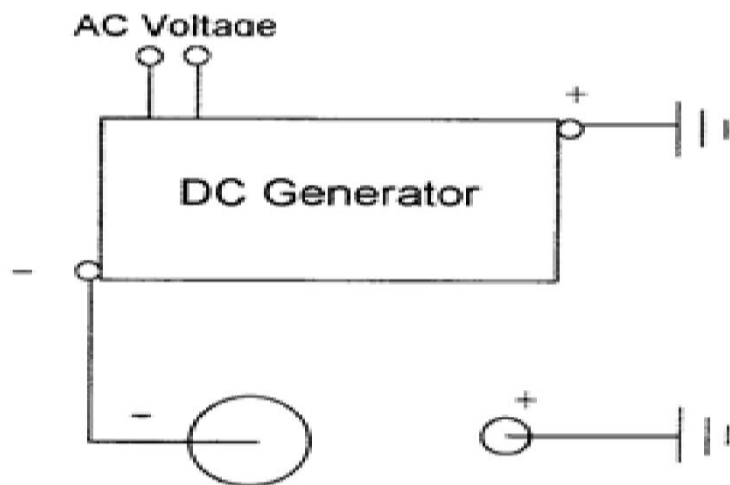 AC Voltage
+
DC Generator
-
-
+